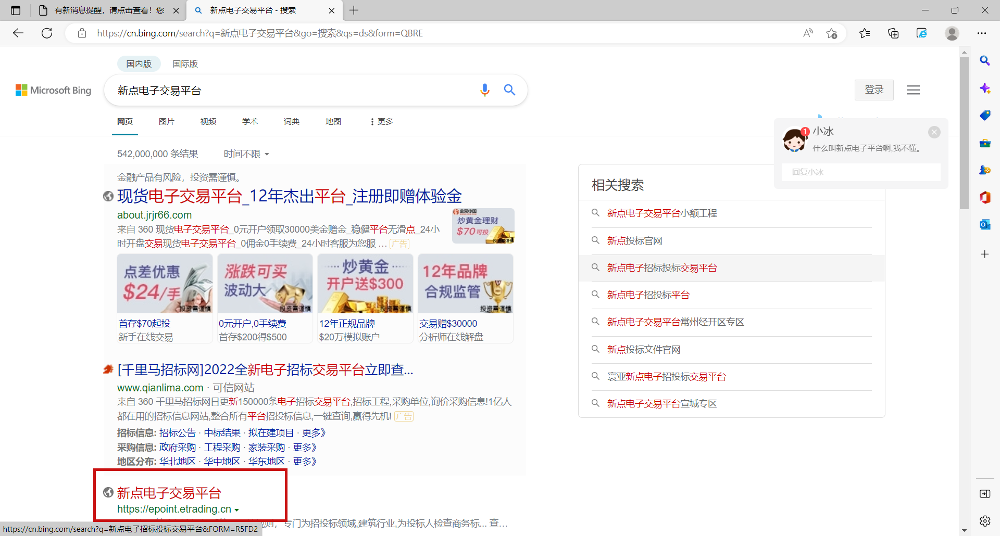 有新消息提醒，请点击查看！您
新点电子交易平台 - 搜索
https://cn.bing.com/search?q=新点电子交易平台&go=搜索&qs=ds&form=QBRE
国内版 国际版
Microsoft Bing
新点电子交易平台
登录
网页 图片 视频 学术 词典 地图 更多
1
小冰
什么叫新点电子平台啊,我不懂。
回复小冰
542,000,000 条结果 时间不限
金融产品有风险，投资需谨慎。
现货电子交易平台_12年杰出平台_注册即赠体验金
about.jrjr66.com
来自 360 现货电子交易平台_0元开户领取30000美金赠金_稳健平台无滑点_24小
时开盘交易现货电子交易平台_0佣金0手续费_24小时客服为您服 ... 广告
金荣中国
炒黄金理财
$70可投
投资需谨慎
点差优惠
$24/手
投资需谨慎
首存$70起投
新手在线交易
涨跌可买
波动大
投资需谨慎
0元开户,0手续费
首存$200得$500
炒黄金
开户送$300
投资需谨慎
12年正规品牌
$20万模拟账户
12年品牌
合规监管
投资需谨慎
交易赠$30000
分析师在线解盘
[千里马招标网]2022全新电子招标交易平台立即查...
www.qianlima.com · 可信网站
来自 360 千里马招标网日更新150000条电子招标交易平台,招标工程,采购单位,询价采购信息!1亿人
都在用的招标信息网站,整合所有平台招投标信息,一键查询,赢得先机! 广告
招标信息: 招标公告 · 中标结果 · 拟在建项目 · 更多》
采购信息: 政府采购 · 工程采购 · 家装采购 · 更多》
地区分布: 华北地区 · 华中地区 · 华东地区 · 更多》
新点电子交易平台
https://epoint.etrading.cn
专门为招投标领域,建筑行业,为投标人检查商务标... 查...
https://cn.bing.com/search?q=新点电子招标投标交易平台&FORM=R5FD2
相关搜索
新点电子交易平台小额工程
新点投标官网
新点电子招标投标交易平台
新点电子招投标平台
新点电子交易平台常州经开区专区
新点投标文件官网
寰亚新点电子招投标交易平台
新点电子交易平台宣城专区